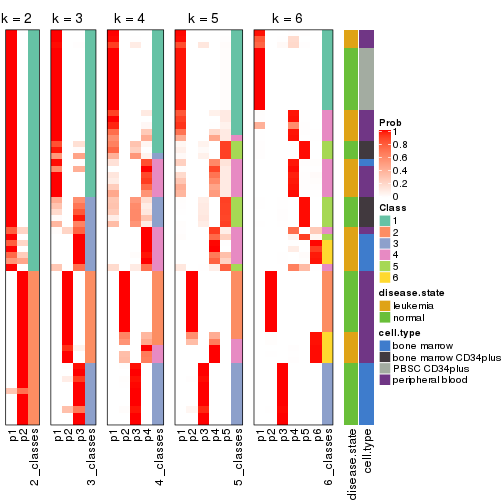 k = 2
k = 3
k = 4
k = 5
k = 6
p1
p2
2_classes
p1
p2
p3
3_classes
p1
p2
p3
p4
4_classes
p1
p2
p3
p4
p5
5_classes
p1
p2
p3
p4
p5
p6
6_classes
disease.state
cell.type
Prob
1
0.8
0.6
0.4
0.2
0
Class
1
2
3
4
5
6
disease.state
leukemia
normal
cell.type
bone marrow
bone marrow CD34plus
PBSC CD34plus
peripheral blood